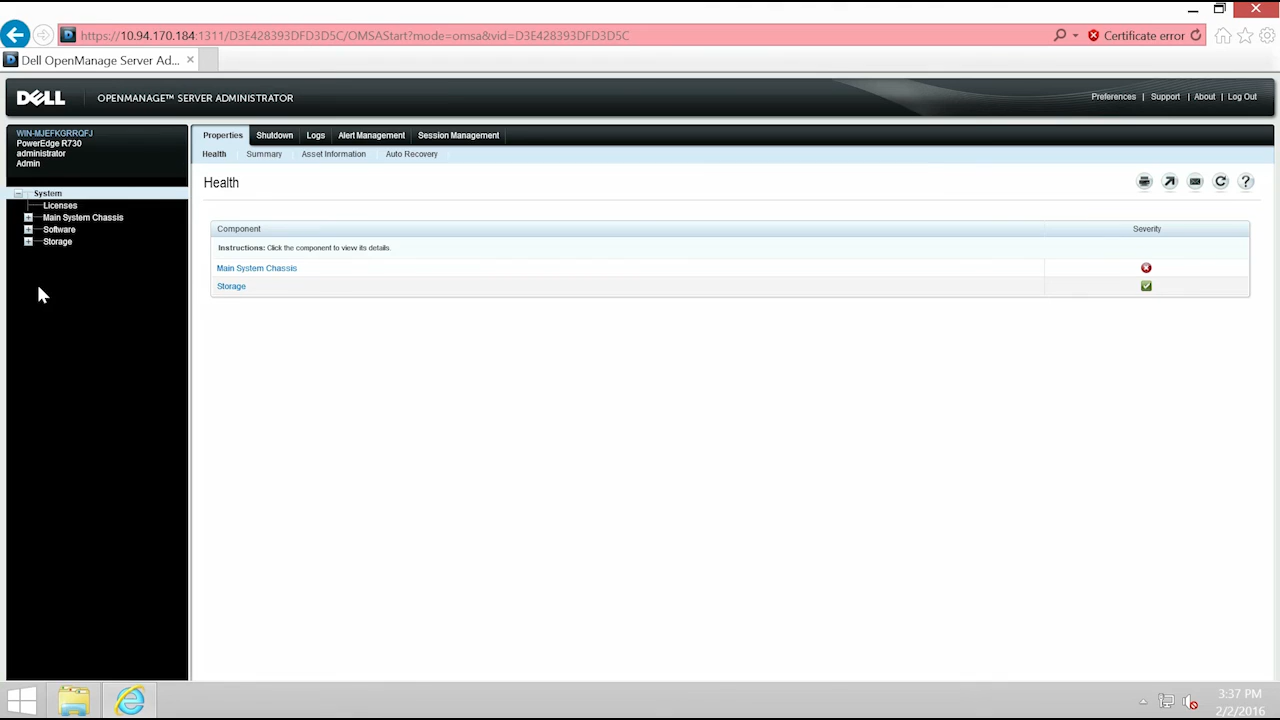 https://10.94.170.184:1311/D3E428393DFD3D5C/OMSAStart?mode=omsa&vid=D3E428393DFD3D5C
Certificate error
Dell OpenManage Server Ad...
DELL
OPENMANAGE™ SERVER ADMINISTRATOR
Preferences | Support | About | Log Out
WIN-MJEFKGRRQFJ
PowerEdge R730
administrator
Admin
Properties Shutdown Logs Alert Management Session Management
Health Summary Asset Information Auto Recovery
System
Licenses
Main System Chassis
Software
Storage
Health
Component Severity
Instructions: Click the component to view its details.
Main System Chassis
Storage
3:37 PM
2/2/2016